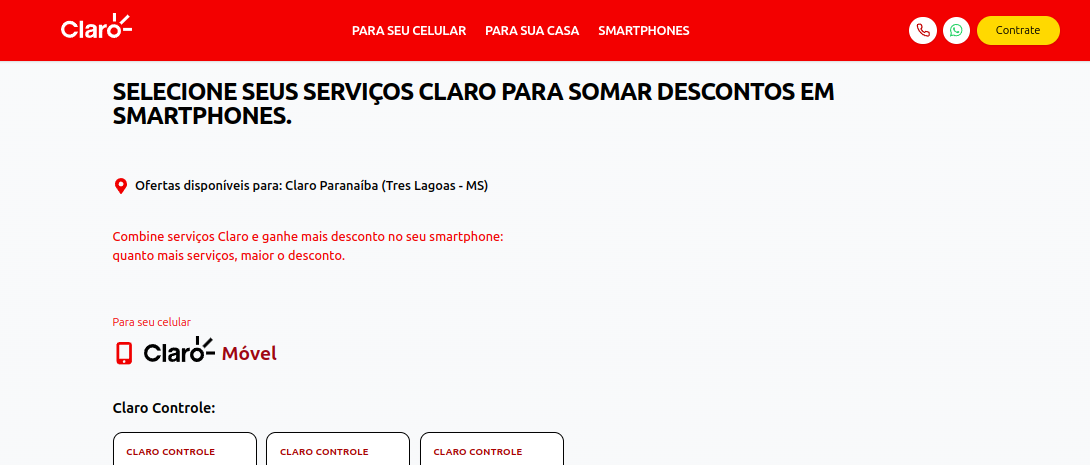 Claro
PARA SEU CELULAR
PARA SUA CASA
SMARTPHONES
Contrate
SELECIONE SEUS SERVIÇOS CLARO PARA SOMAR DESCONTOS EM
SMARTPHONES.
Ofertas disponíveis para: Claro Paranaíba (Tres Lagoas - MS)
Combine serviços Claro e ganhe mais desconto no seu smartphone:
quanto mais serviços, maior o desconto.
Para seu celular
Claro Móvel
Claro Controle:
CLARO CONTROLE
CLARO CONTROLE
CLARO CONTROLE